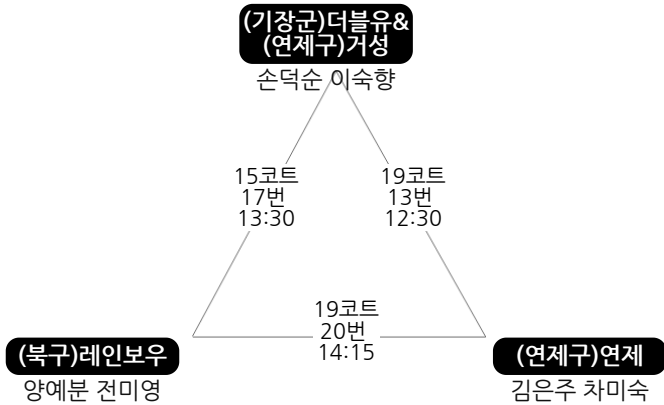 (기장군)더블유&
(연제구)거성
손덕순 이숙향
15코트
17번
13:30
19코트
13번
12:30
19코트
20번
14:15
(북구)레인보우
양예분 전미영
(연제구)연제
김은주 차미숙